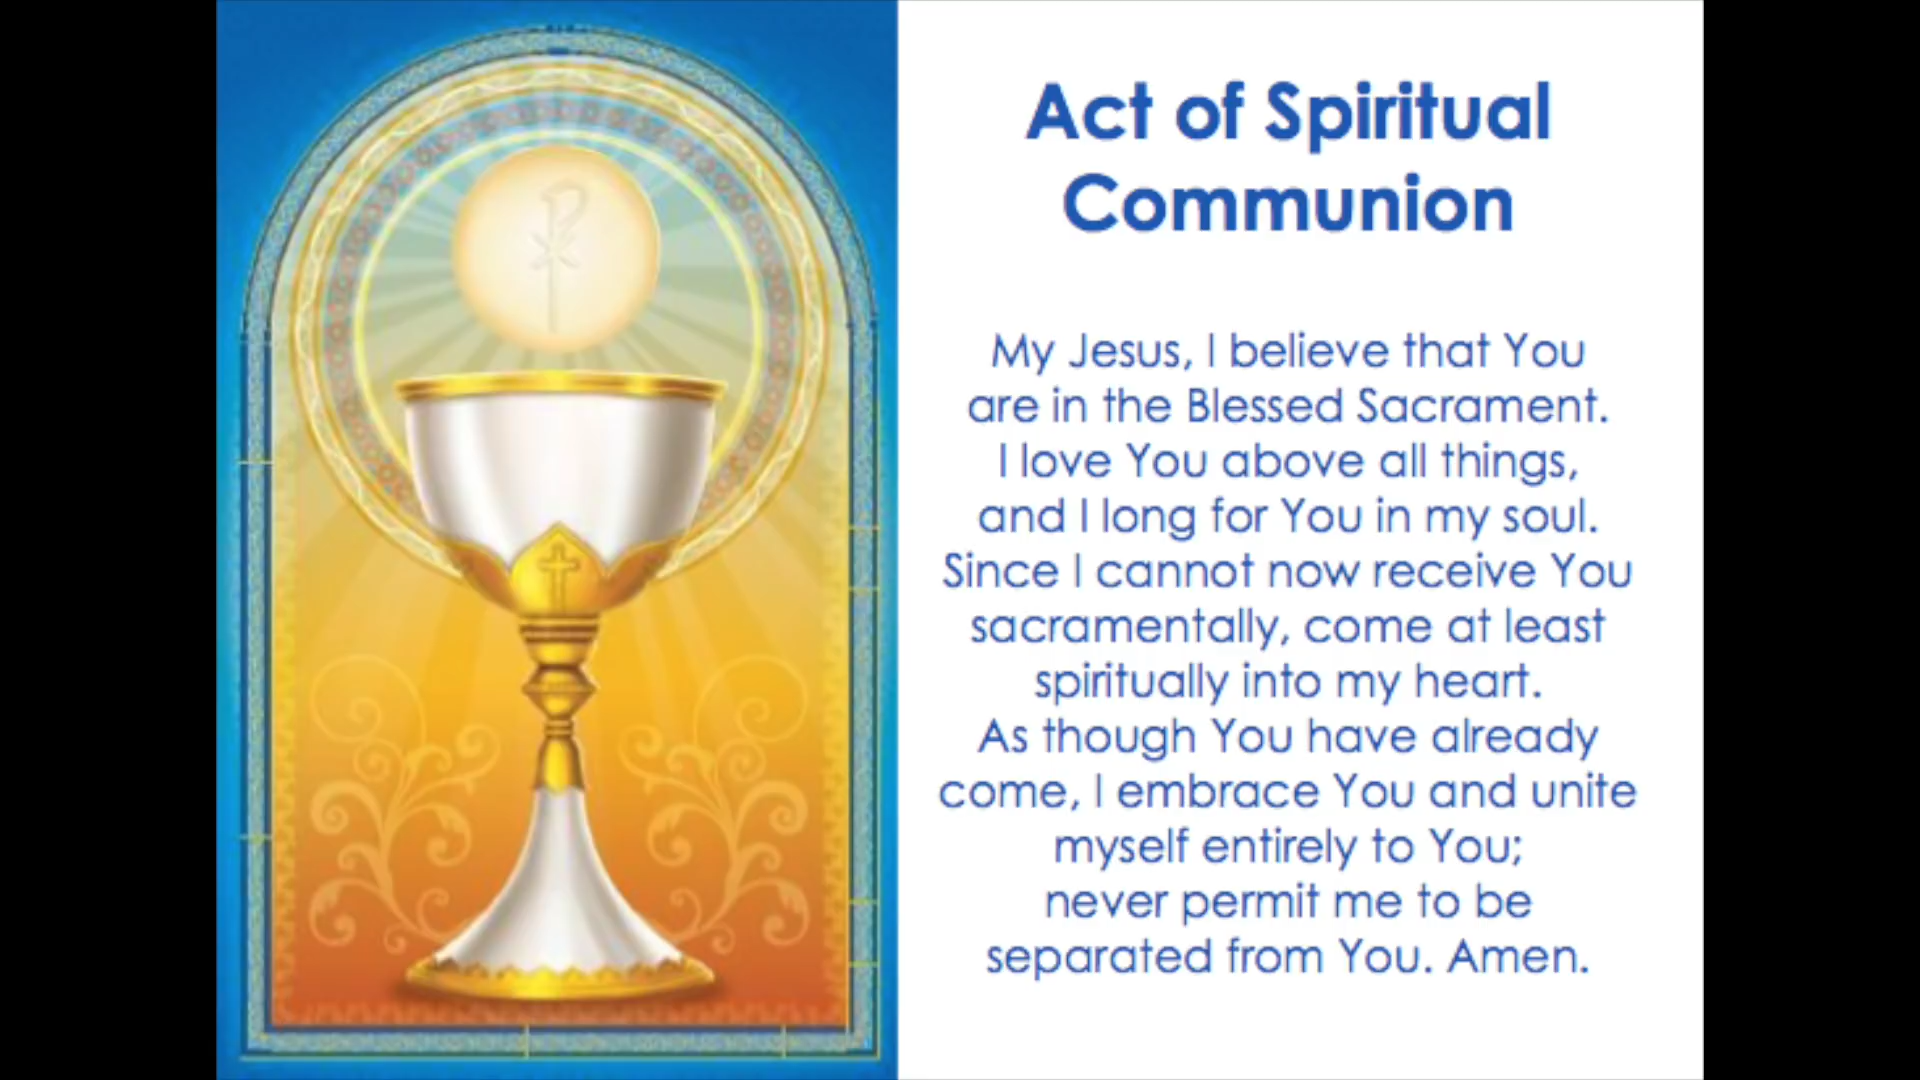 Act of Spiritual
Communion
My Jesus, I believe that You
are in the Blessed Sacrament.
I love You above all things,
and I long for You in my soul.
Since I cannot now receive You
sacramentally, come at least
spiritually into my heart.
As though You have already
come, I embrace You and unite
myself entirely to You;
never permit me to be
separated from You. Amen.